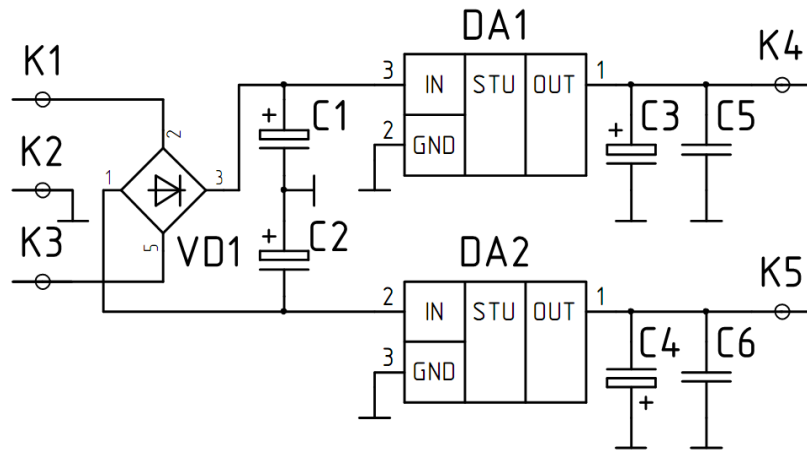 DA1
K1
K4
3
IN
STU
OUT
1
+
C1
2
K2
2
GND
+
C3
C5
1
3
K3
+
C2
5
VD1
DA2
K5
2
IN
STU
OUT
1
3
GND
C4
C6
+